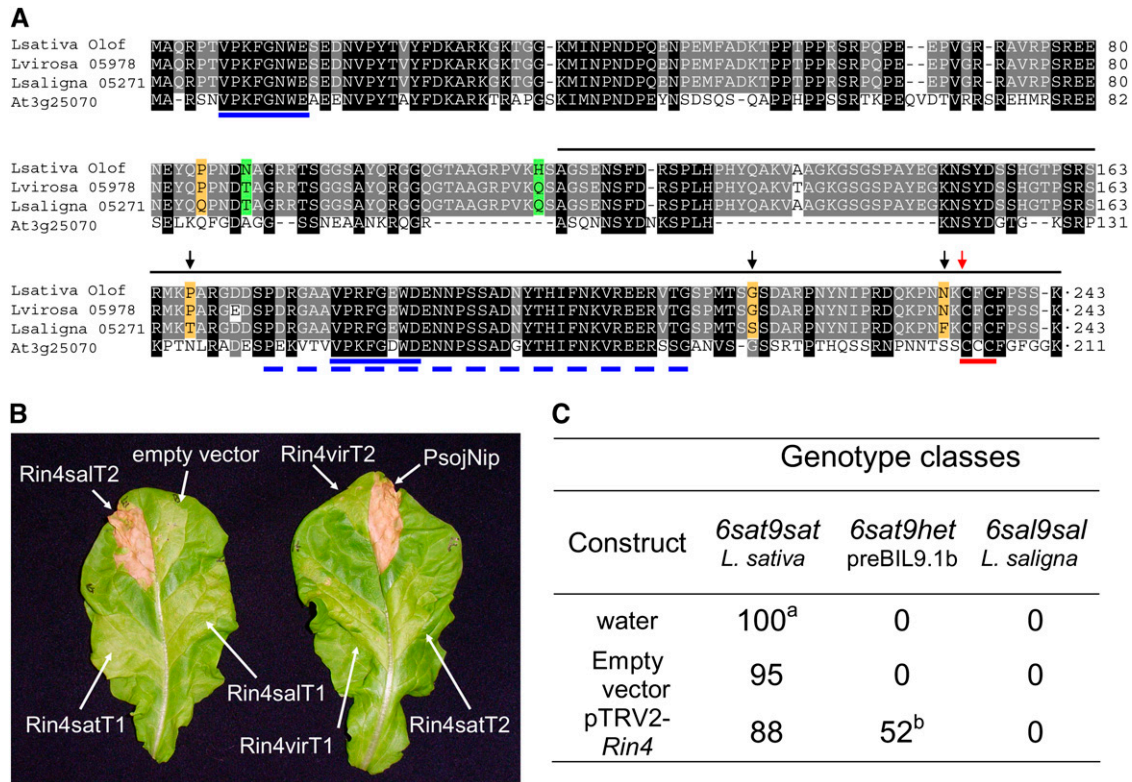 A
Lsativa Olof MAQRPTVPKFGNWESEDNVPYTVYFDKARKGKTGG-KMINPNDPQENPEMFADKTPPTPPRSRPQPE--EPVGR-RAVRPSREE 80
Lvirosa 05978 MAQRPTVPKFGNWESEDNVPYTVYFDKARKGKTGG-KMINPNDPQENPEMFADKTPPTPPRSRPQPE--EPVGR-RAVRPSREE 80
Lsaligna 05271 MAQRPTVPKFGNWESEDNVPYTVYFDKARKGKTGG-KMINPNDPQENPEMFADKTPPTPPRSRPQPE--EPVGR-RAVRPSREE 80
At3g25070 MA-RSNVPKFGNWEAEENVPYTAYFDKARKTRAPGSKIMNPNDPEYNSDSQS-QAPPHPPSSRTKPEQVDTVRRSREHMRSREE 82
Lsativa Olof NEYQPPNDNAGRRTSGGSAYQRGGQGTAAGRPVKHSAGSENSFD-RSPLHPHYQAKVAAGKGSGSPAYEGKNSYDSSHGTPSRS 163
Lvirosa 05978 NEYQPPNDTAGRRTSGGSAYQRGGQGTAAGRPVKQSAGSENSFD-RSPLHPHYQAKVTAGKGSGSPAYEGKNSYDSSHGTPSRS 163
Lsaligna 05271 NEYQQPNDTAGRRTSGGSAYQRGGQGTAAGRPVKQSAGSENSFD-RSPLHPHYQAKVAAGKGSGSPAYEGKNSYDSSHGTPSRS 163
At3g25070 SELKQFGDAGG--SSNEAANKRQGR-----------ASQNNSYDNKSPLH-------------------KNSYDGTG-KSRP 131
Lsativa Olof RMKPARGDDSPDRGAAVPRFGEWDENNPSSADNYTHIFNKVREERVTGSPMTSGSDARPNYNIPRDQKPNNKCFCFPSS-K· 243
Lvirosa 05978 RMKPARGEDSPDRGAAVPRFGEWDENNPSSADNYTHIFNKVREERVTGSPMTSGSDARPNYNIPRDQKPNNKCFCFPSS-K· 243
Lsaligna 05271 RMKTARGDDSPDRGASVPRFGEWDENNPSSADNYTHIFNKVREERVTGSPMTSSSDARPNYNIPRDQKPNFKCFCFPSS-K· 243
At3g25070 KPTNLRADESPEKVTVVPKFGDWDENNPSSADGYTHIFNKVREERSSGANVS-GSSRTPTHQSSRNPNNTSSCCCFGFGGK· 211
B
Rin4salT2
empty vector
Rin4virT2
PsojNip
Rin4satT1
Rin4salT1
Rin4virT1
Rin4satT2
C
Genotype classes
Construct 6sat9sat 6sat9het 6sal9sal
L. sativa preBIL9.1b L. saligna
water 100a 0 0
Empty vector 95 0 0
pTRV2-Rin4 88 52b 0